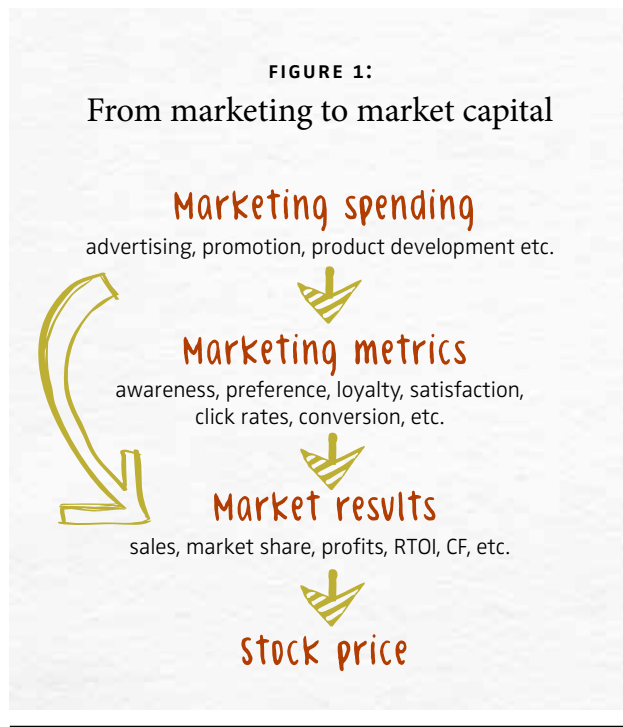 FIGURE 1:
From marketing to market capital
Marketing spending
advertising, promotion, product development etc.
Marketing metrics
awareness, preference, loyalty, satisfaction,
click rates, conversion, etc.
Market results
sales, market share, profits, RTOI, CF, etc.
Stock price